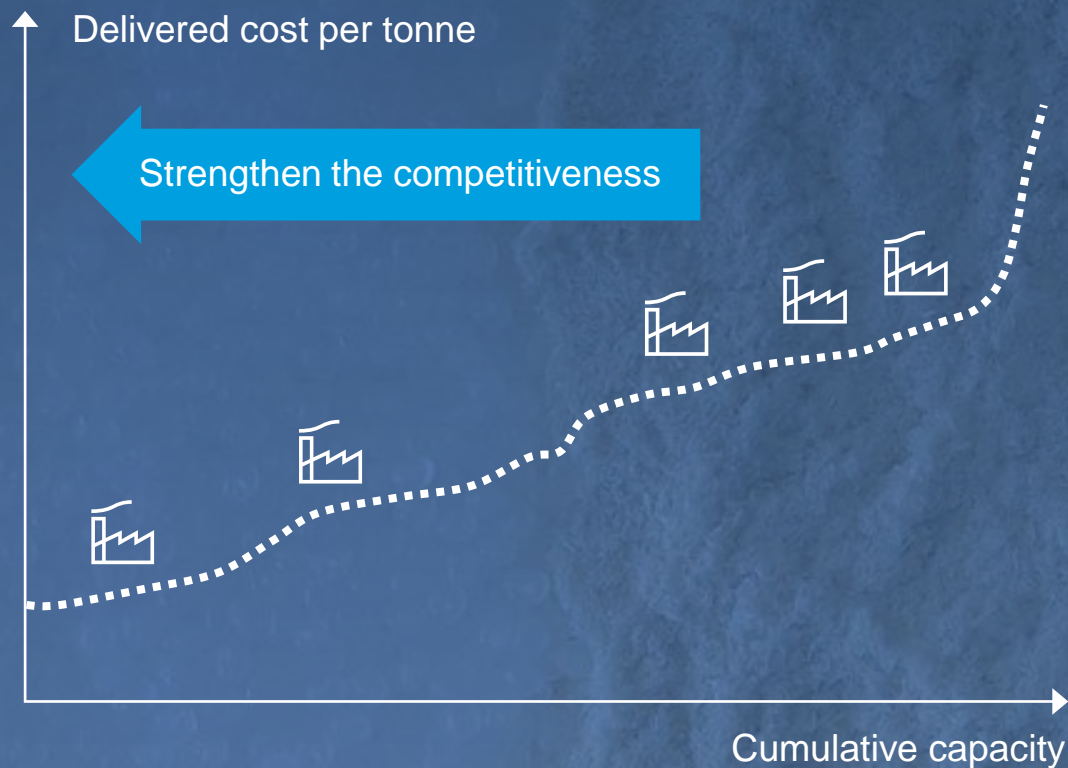 Delivered cost per tonne
Strengthen the competitiveness
Cumulative capacity